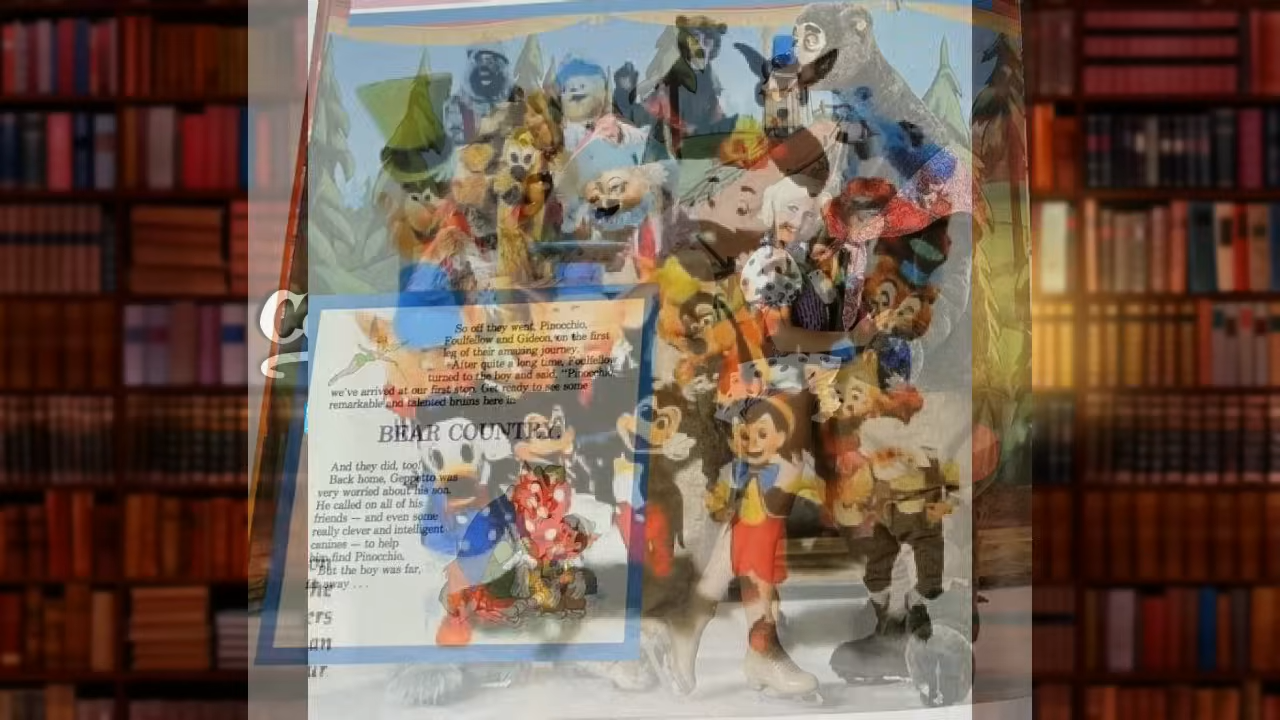 So off they went, Pinocchio,
Foulfellow and Gideon, on the first
leg of their amazing journey.
After quite a long time, Foulfellow
turned to the boy and said, "Pinocchio,
we've arrived at our first stop. Get ready to see some
remarkable and talented bruins here in
BEAR COUNTRY."
And they did, too!
Back home, Geppetto was
very worried about his son.
He called on all of his
friends — and even some
really clever and intelligent
canines — to help
him find Pinocchio.
But the boy was far,
far away . . .
ers
an
ur